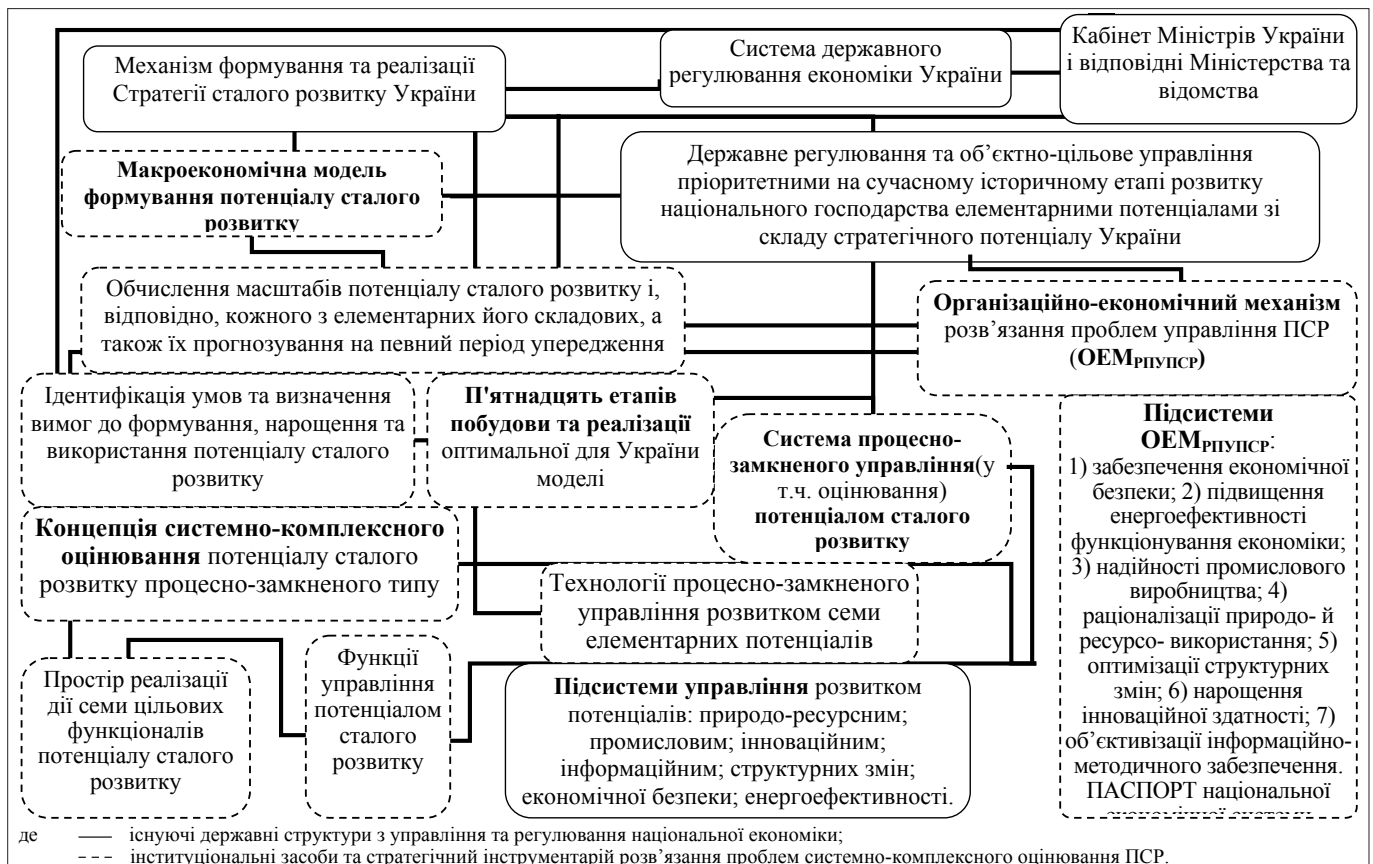 Механізм формування та реалізації
Стратегії сталого розвитку України
Система державного
регулювання економіки України
Кабінет Міністрів України
і відповідні Міністерства та
відомства
Макроекономічна модель
формування потенціалу сталого
розвитку
Державне регулювання та об’єктно-цільове управління
пріоритетними на сучасному історичному етапі розвитку
національного господарства елементарними потенціалами зі
складу стратегічного потенціалу України
Обчислення масштабів потенціалу сталого розвитку і,
відповідно, кожного з елементарних його складових, а
також їх прогнозування на певний період упередження
Організаційно-економічний механізм
розв’язання проблем управління ПСР
(ОЕМРПУПСР)
Ідентифікація умов та визначення
вимог до формування, нарощення та
використання потенціалу сталого
розвитку
П'ятнадцять етапів
побудови та реалізації
оптимальної для України
моделі
Система процесно-
замкненого управління(у
т.ч. оцінювання)
потенціалом сталого
розвитку
Підсистеми
ОЕМРПУПСР:
1) забезпечення економічної
безпеки; 2) підвищення
енергоефективності
функціонування економіки;
3) надійності промислового
виробництва; 4)
раціоналізації природо- й
ресурсо- використання; 5)
оптимізації структурних
змін; 6) нарощення
інноваційної здатності; 7)
об’єктивізації інформаційно-
методичного забезпечення.
ПАСПОРТ національної
економічної системи
Концепція системно-комплексного
оцінювання потенціалу сталого
розвитку процесно-замкненого типу
Технології процесно-замкненого
управління розвитком семи
елементарних потенціалів
Простір реалізації
дії семи цільових
функціоналів
потенціалу сталого
розвитку
Функції
управління
потенціалом
сталого
розвитку
Підсистеми управління розвитком
потенціалів: природо-ресурсним;
промисловим; інноваційним;
інформаційним; структурних змін;
економічної безпеки; енергоефективності.
де —— існуючі державні структури з управління та регулювання національної економіки;
--- інституціональні засоби та стратегічний інструментарій розв’язання проблем системно-комплексного оцінювання ПСР.